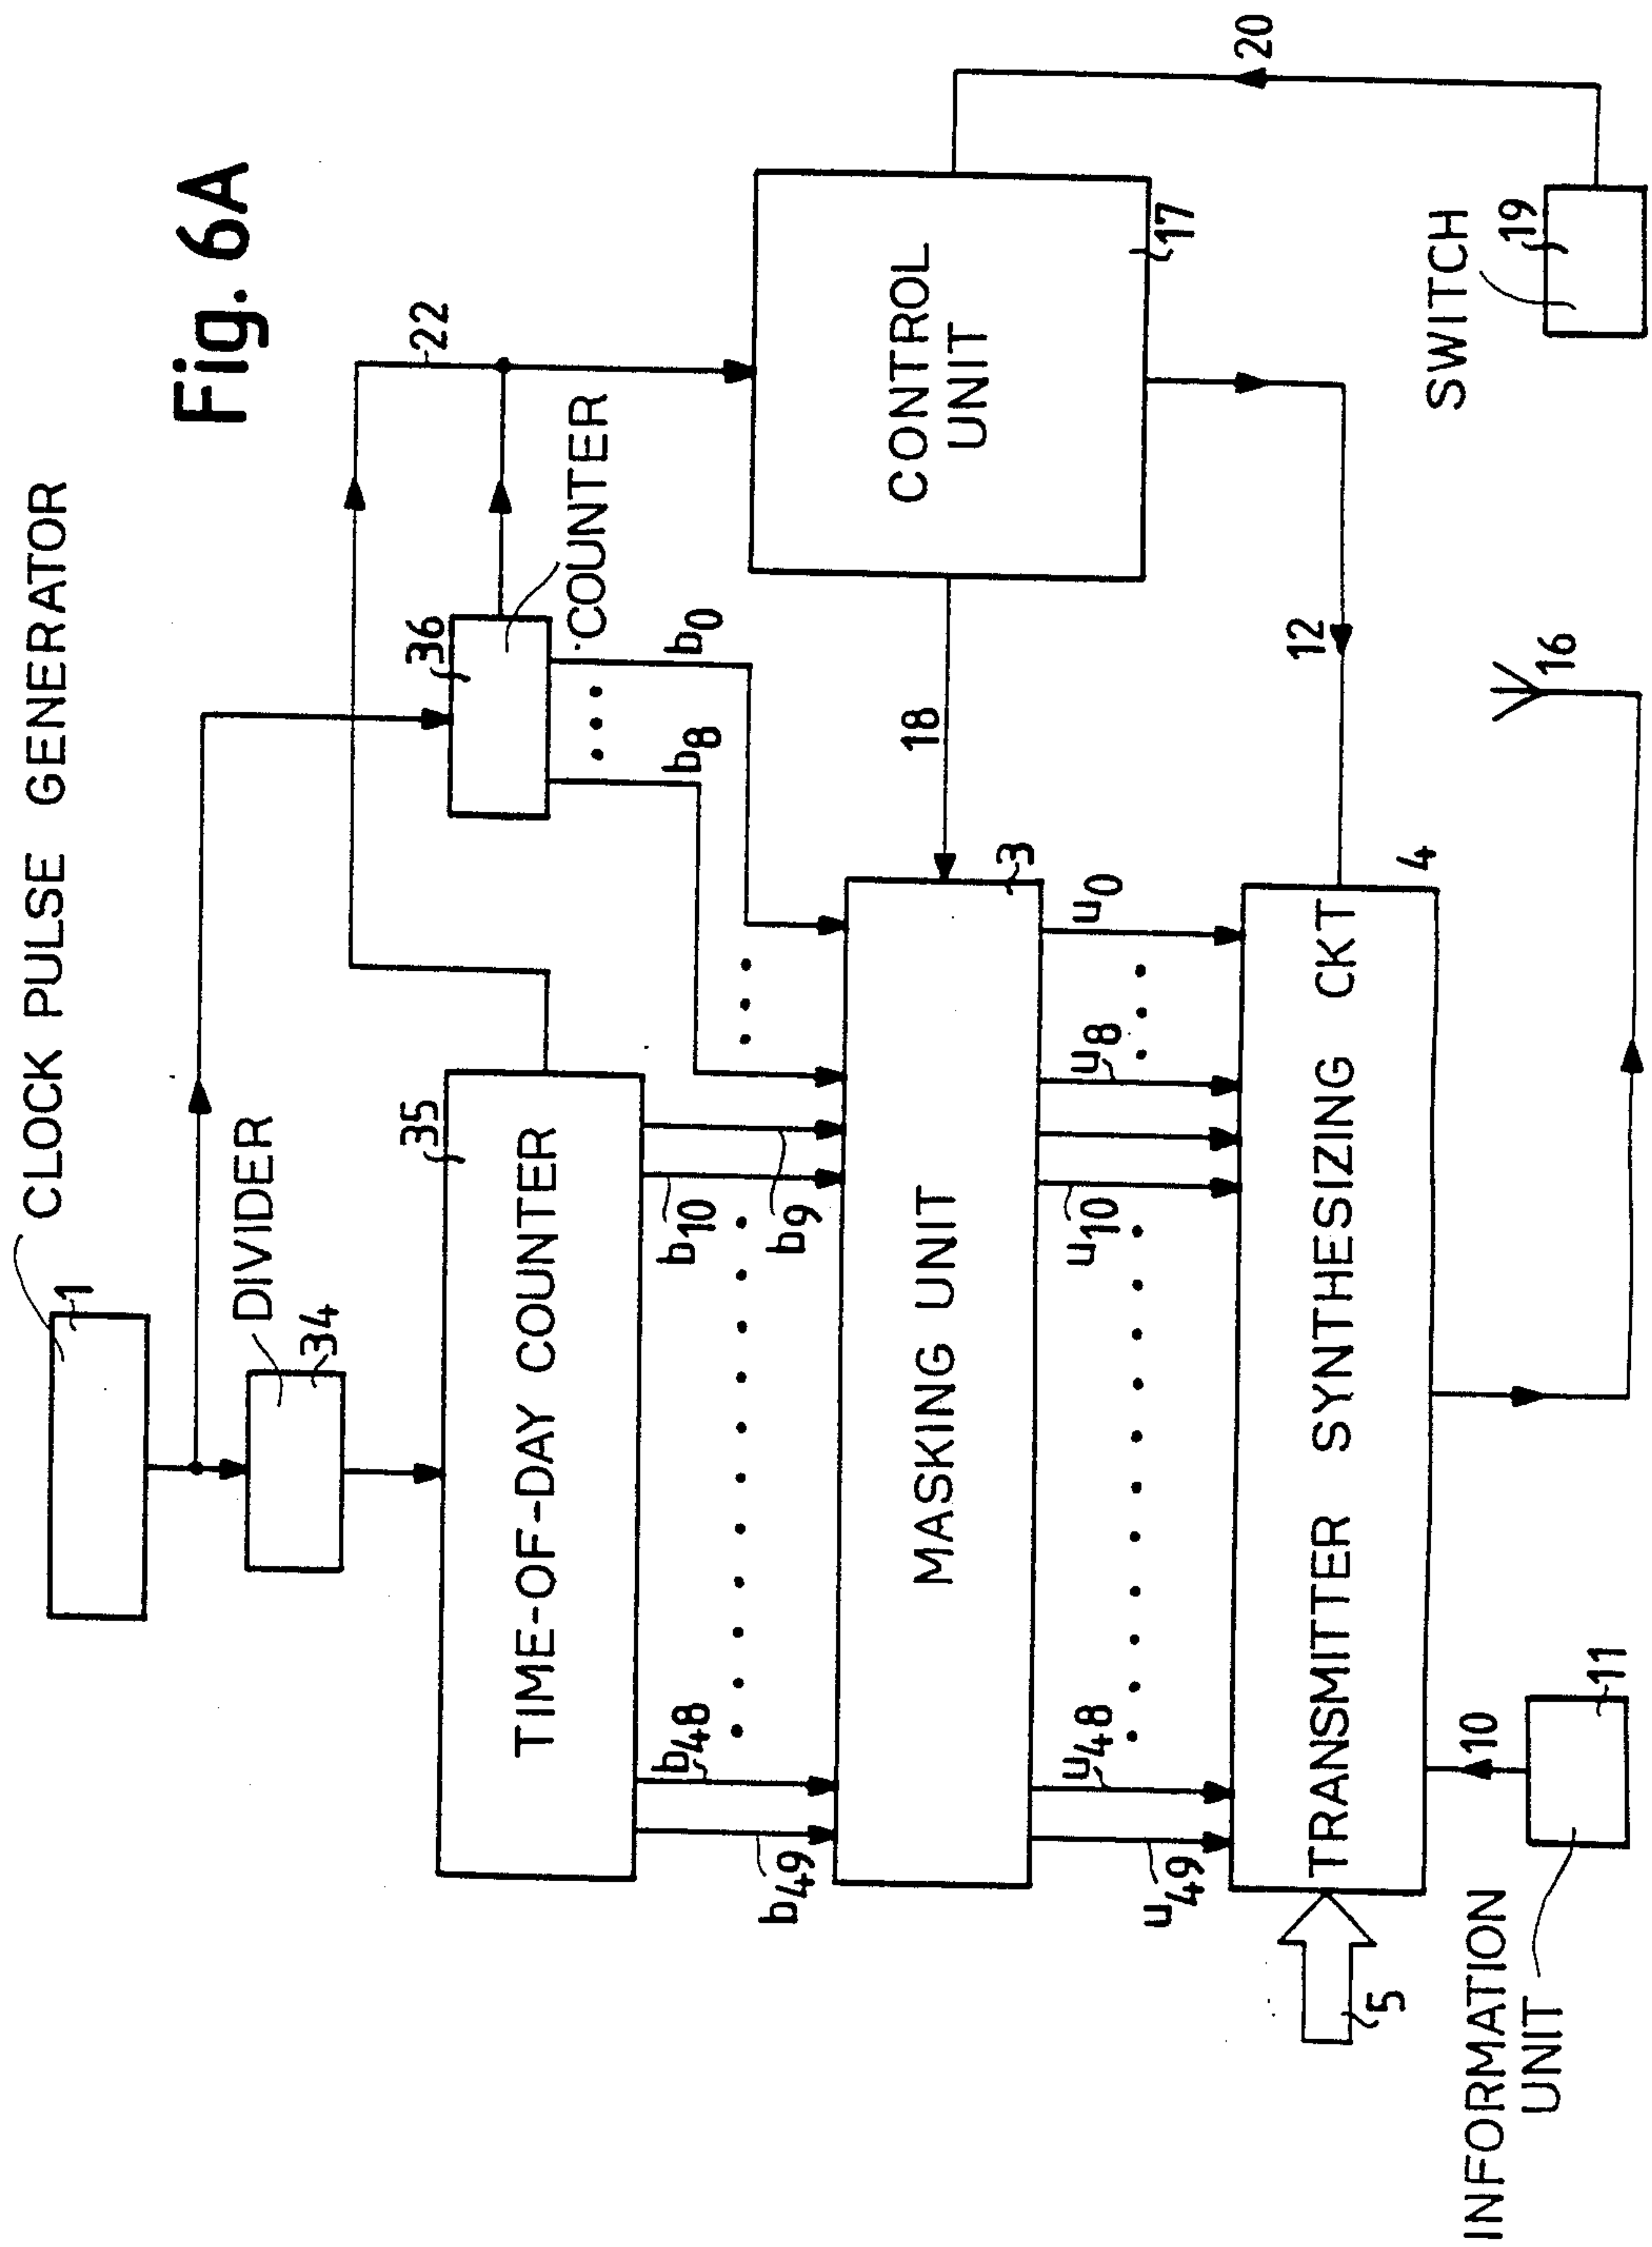 Fig. 6A
CLOCK PULSE GENERATOR
1
DIVIDER
34
22
36
COUNTER
35
TIME-OF-DAY COUNTER
b0
b8
b9
b10
b48
b49
CONTROL
UNIT
17
18
20
3
MASKING UNIT
u0
u8
u10
u48
u49
12
4
TRANSMITTER SYNTHESIZING CKT
5
16
SWITCH
19
10
11
INFORMATION
UNIT